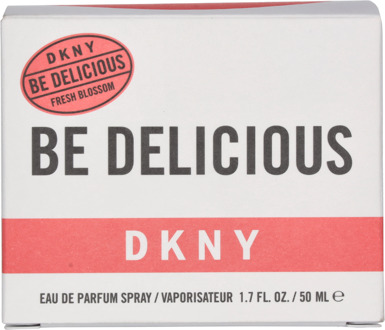 DKNY
BE DELICIOUS
FRESH BLOSSOM
BE DELICIOUS
DKNY
EAU DE PARFUM SPRAY / VAPORISATEUR 1.7 FL. OZ. / 50 ML ℮